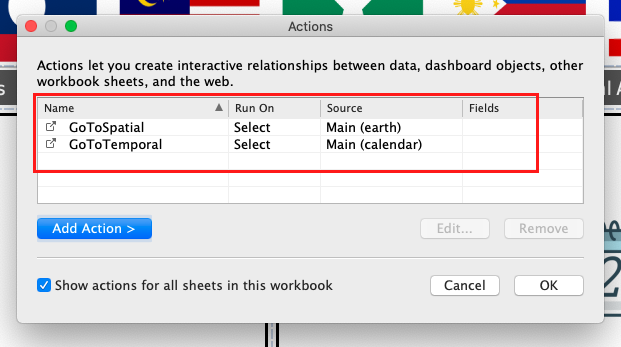 Actions
Actions let you create interactive relationships between data, dashboard objects, other
workbook sheets, and the web.
Name Run On Source Fields
GoToSpatial Select Main (earth)
GoToTemporal Select Main (calendar)
Add Action > Edit... Remove
Show actions for all sheets in this workbook Cancel OK